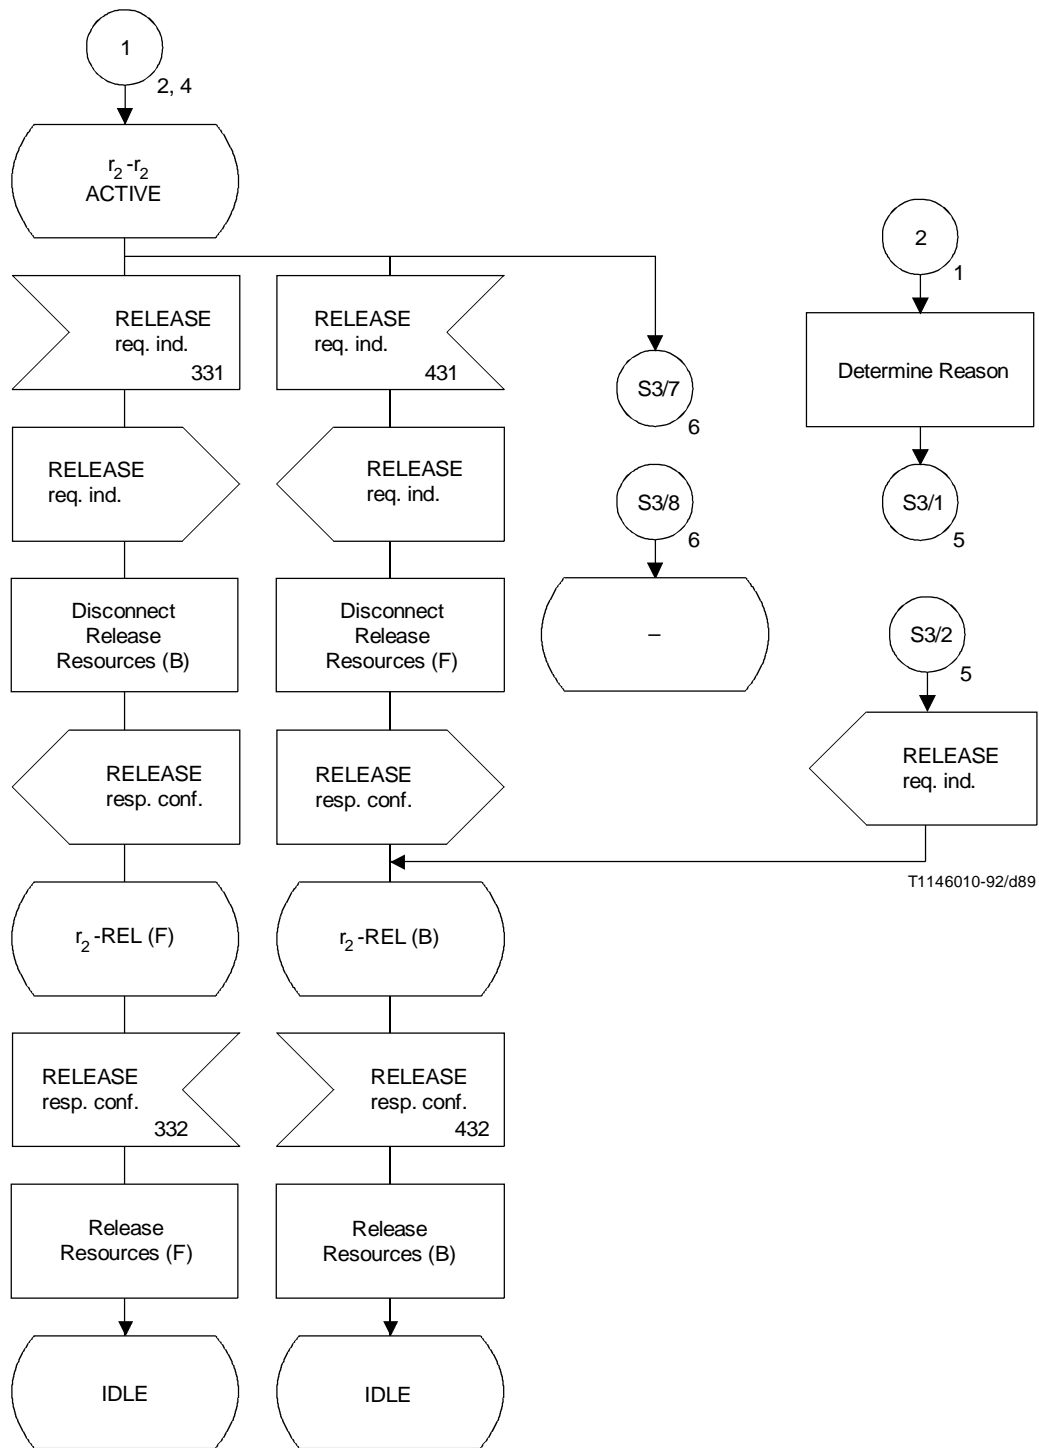 1
2, 4
r2-r2
ACTIVE
RELEASE
req. ind.
331
RELEASE
req. ind.
431
S3/7
6
2
1
Determine Reason
RELEASE
req. ind.
RELEASE
req. ind.
S3/8
6
S3/1
5
Disconnect
Release
Resources (B)
Disconnect
Release
Resources (F)
–
S3/2
5
RELEASE
resp. conf.
RELEASE
resp. conf.
RELEASE
req. ind.
T1146010-92/d89
r2-REL (F)
r2-REL (B)
RELEASE
resp. conf.
332
RELEASE
resp. conf.
432
Release
Resources (F)
Release
Resources (B)
IDLE
IDLE